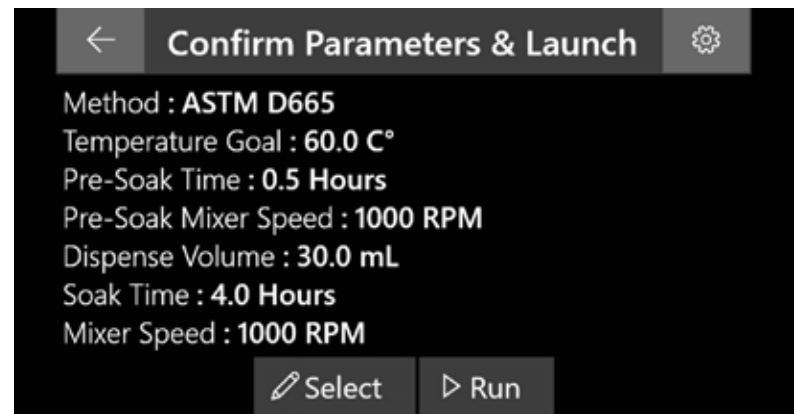 Confirm Parameters & Launch
Method : ASTM D665
Temperature Goal : 60.0 C°
Pre-Soak Time : 0.5 Hours
Pre-Soak Mixer Speed : 1000 RPM
Dispense Volume : 30.0 mL
Soak Time : 4.0 Hours
Mixer Speed : 1000 RPM
Select Run